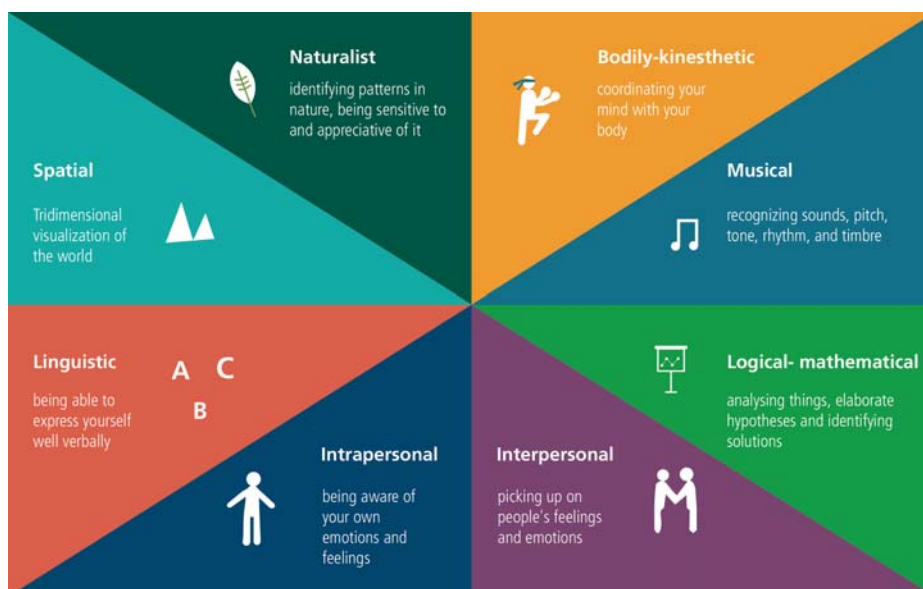 Naturalist
identifying patterns in
nature, being sensitive to
and appreciative of it
Bodily-kinesthetic
coordinating your
mind with your
body
Spatial
Tridimensional
visualization of
the world
Musical
recognizing sounds, pitch,
tone, rhythm, and timbre
Linguistic
being able to
express yourself
well verbally
A C
B
Logical- mathematical
analysing things, elaborate
hypotheses and identifying
solutions
Intrapersonal
being aware of
your own
emotions and
feelings
Interpersonal
picking up on
people's feelings
and emotions